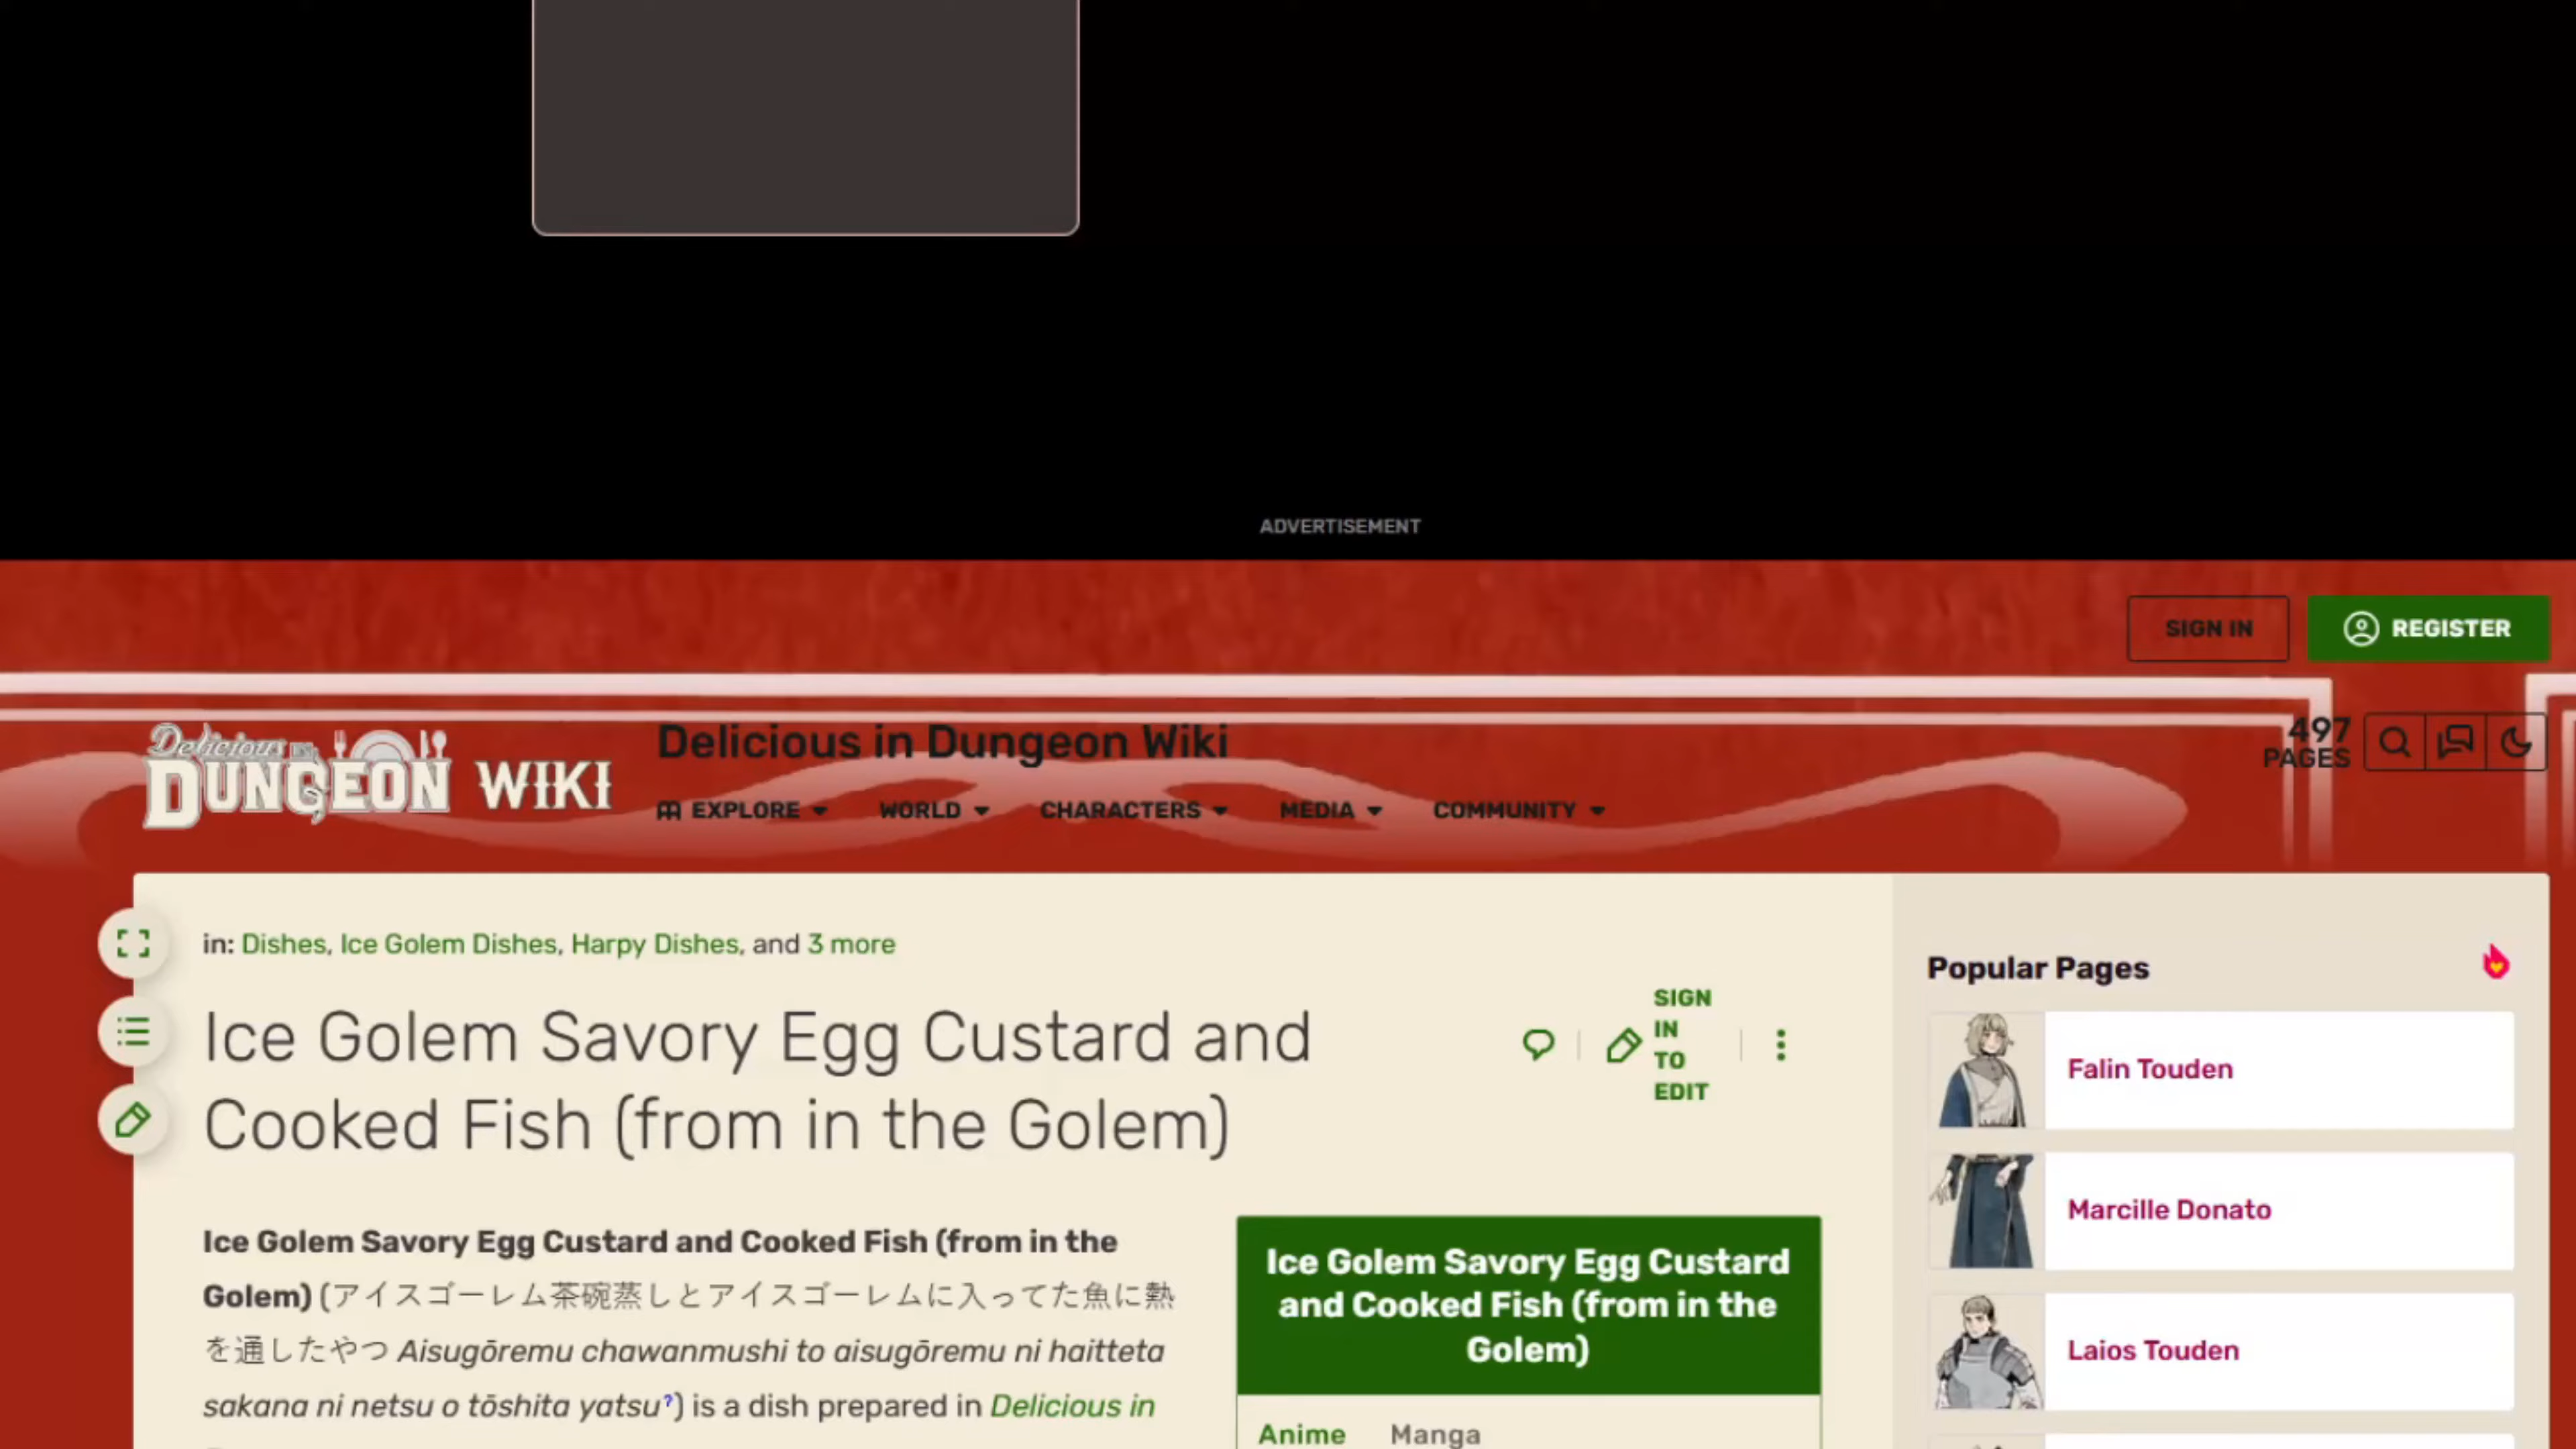 ADVERTISEMENT
SIGN IN
REGISTER
Delicious in
DUNGEON WIKI
Delicious in Dungeon Wiki
497
PAGES
EXPLORE
WORLD
CHARACTERS
MEDIA
COMMUNITY
in: Dishes, Ice Golem Dishes, Harpy Dishes, and 3 more
Ice Golem Savory Egg Custard and
Cooked Fish (from in the Golem)
SIGN
IN
TO
EDIT
Ice Golem Savory Egg Custard and Cooked Fish (from in the
Golem) (アイスゴーレム茶碗蒸しとアイスゴーレムに入ってた魚に熱
を通したやつ Aisugōremu chawanmushi to aisugōremu ni haitteta
sakana ni netsu o tōshita yatsu?) is a dish prepared in Delicious in
Ice Golem Savory Egg Custard
and Cooked Fish (from in the
Golem)
Anime
Manga
Popular Pages
Falin Touden
Marcille Donato
Laios Touden